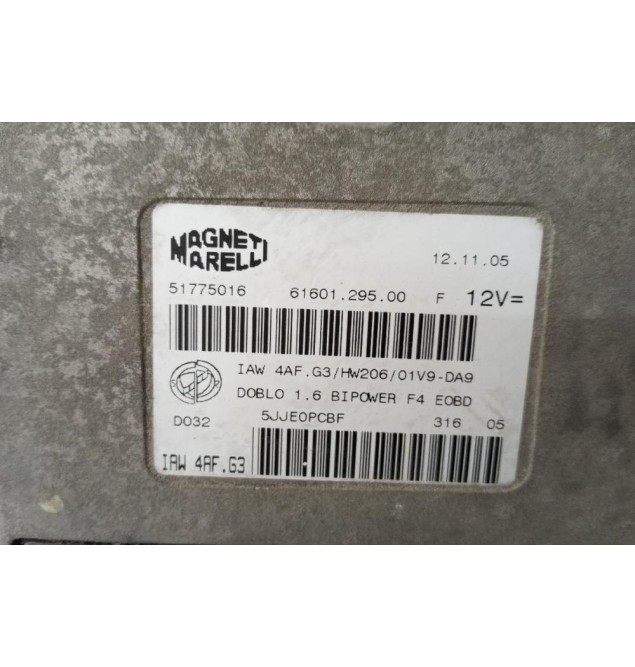 MAGNETI
MARELLI
12.11.05
51775016 61601.295.00 F 12V=
IAW 4AF.G3/HW206/01V9-DA9
DOBLO 1.6 BIPOWER F4 EOBD
D032 5JJE0PCBF 316 05
IAW 4AF.G3